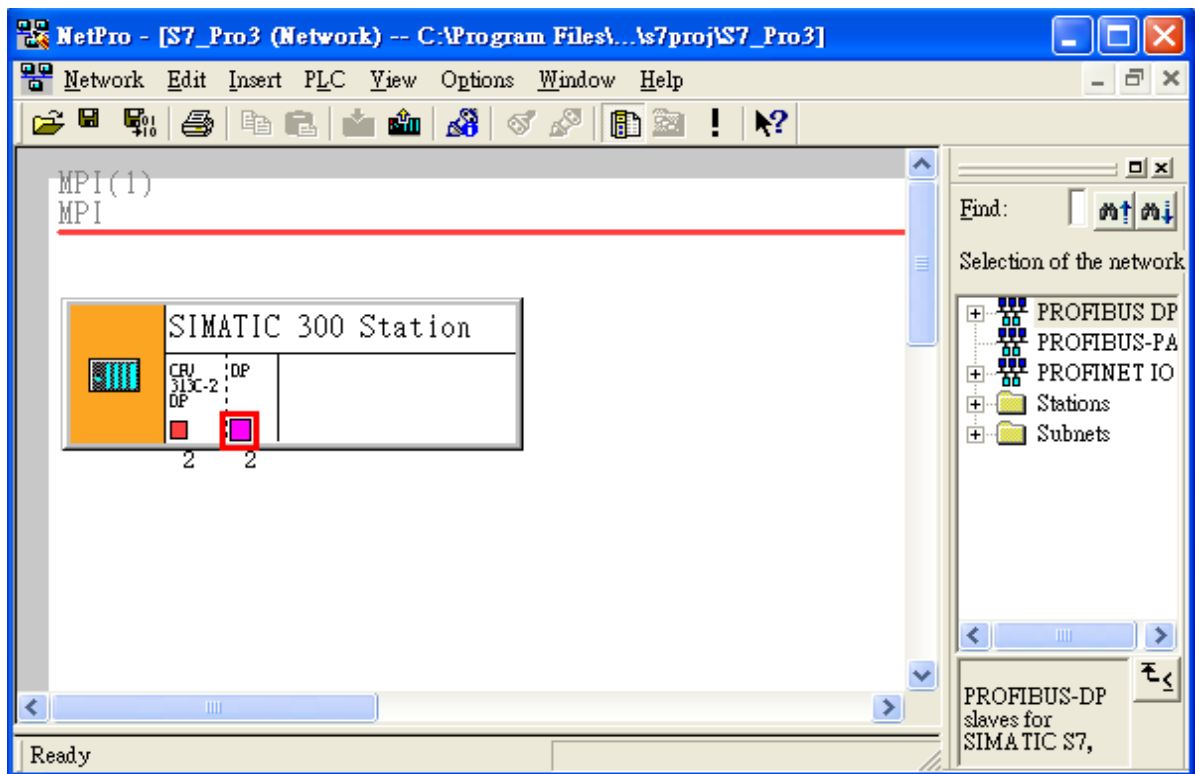 NetPro - [S7_Pro3 (Network) -- C:\Program Files\...\s7proj\S7_Pro3]
Network Edit Insert PLC View Options Window Help
MPI(1)
MPI
SIMATIC 300 Station
CPU DP
313C-2
DP
2 2
Find:
Selection of the network
PROFIBUS DP
PROFIBUS-PA
PROFINET IO
Stations
Subnets
PROFIBUS-DP
slaves for
SIMATIC S7,
Ready